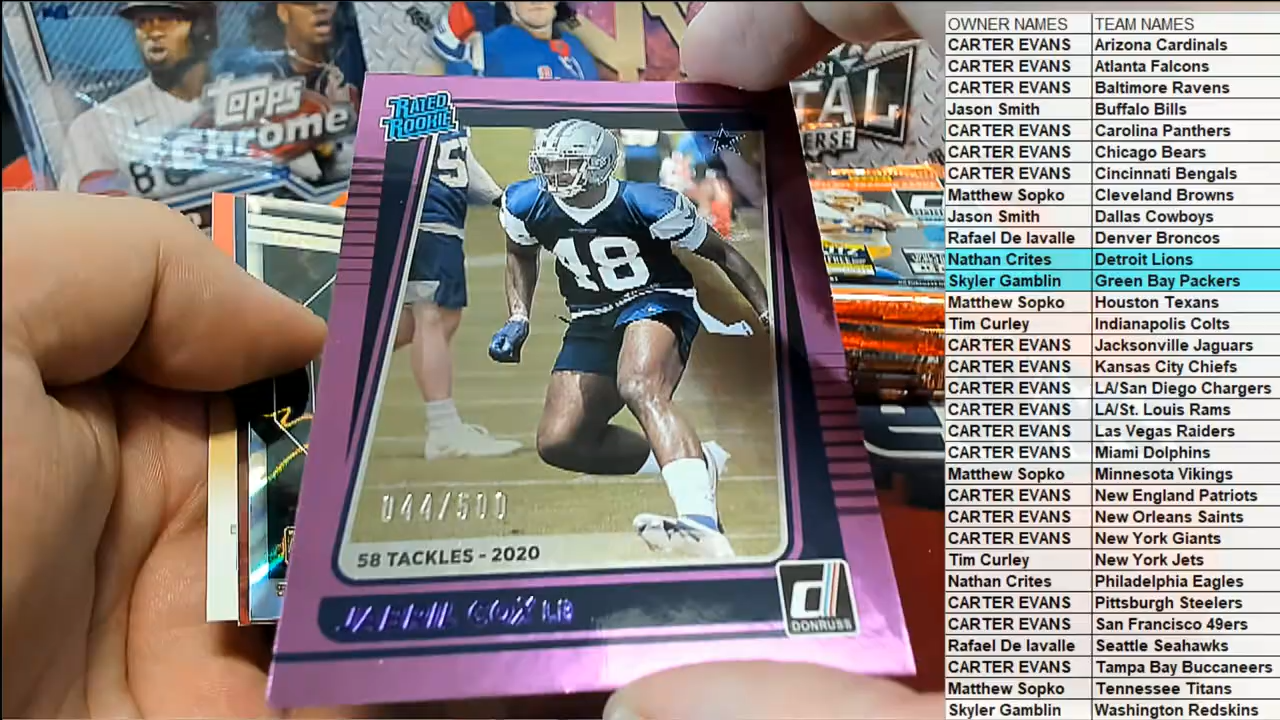 Topps
Chrome
RATED
ROOKIE
48
044/500
58 TACKLES - 2020
JABRIL COX LB
DONRUSS
OWNER NAMES TEAM NAMES
CARTER EVANS Arizona Cardinals
CARTER EVANS Atlanta Falcons
CARTER EVANS Baltimore Ravens
Jason Smith Buffalo Bills
CARTER EVANS Carolina Panthers
CARTER EVANS Chicago Bears
CARTER EVANS Cincinnati Bengals
Matthew Sopko Cleveland Browns
Jason Smith Dallas Cowboys
Rafael De lavalle Denver Broncos
Nathan Crites Detroit Lions
Skyler Gamblin Green Bay Packers
Matthew Sopko Houston Texans
Tim Curley Indianapolis Colts
CARTER EVANS Jacksonville Jaguars
CARTER EVANS Kansas City Chiefs
CARTER EVANS LA/San Diego Chargers
CARTER EVANS LA/St. Louis Rams
CARTER EVANS Las Vegas Raiders
CARTER EVANS Miami Dolphins
Matthew Sopko Minnesota Vikings
CARTER EVANS New England Patriots
CARTER EVANS New Orleans Saints
CARTER EVANS New York Giants
Tim Curley New York Jets
Nathan Crites Philadelphia Eagles
CARTER EVANS Pittsburgh Steelers
CARTER EVANS San Francisco 49ers
Rafael De lavalle Seattle Seahawks
CARTER EVANS Tampa Bay Buccaneers
Matthew Sopko Tennessee Titans
Skyler Gamblin Washington Redskins